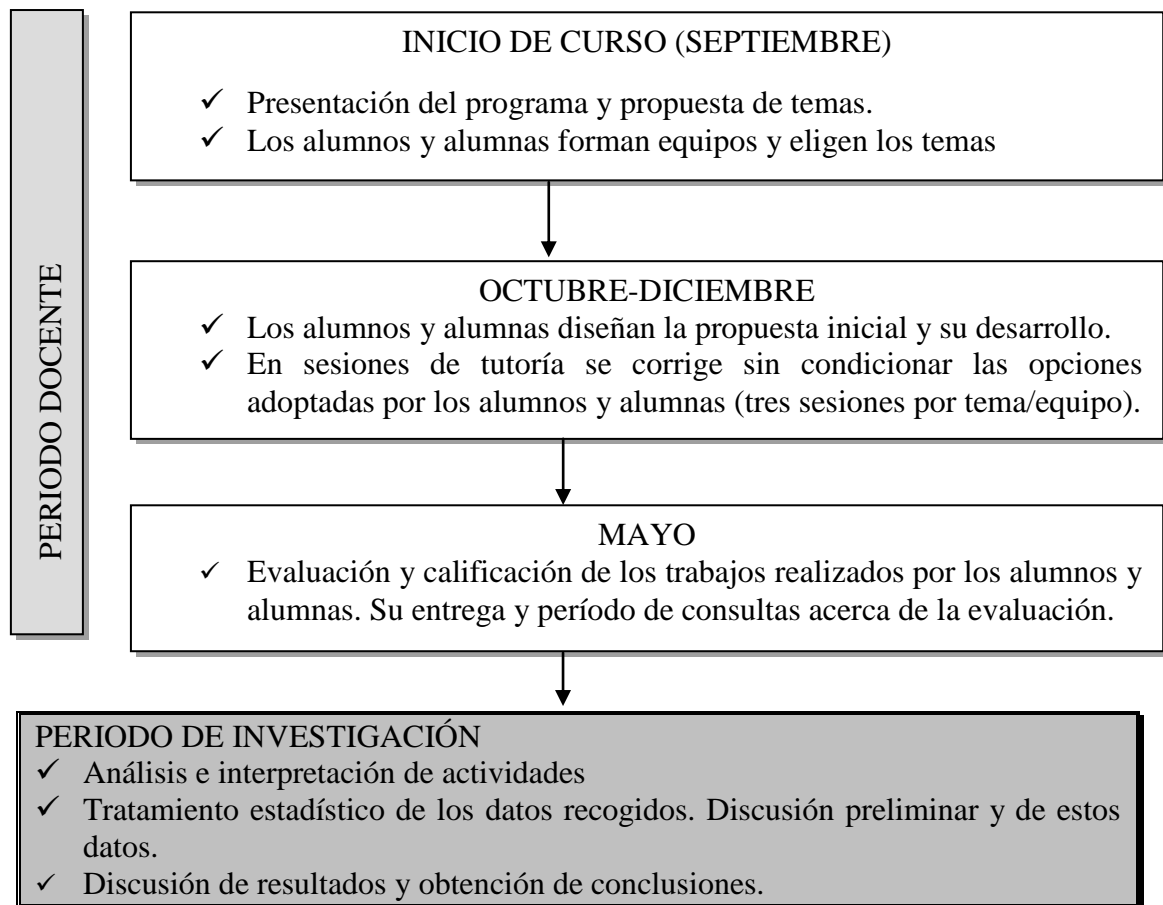 PERIODO DOCENTE
INICIO DE CURSO (SEPTIEMBRE)
✓ Presentación del programa y propuesta de temas.
✓ Los alumnos y alumnas forman equipos y eligen los temas
OCTUBRE-DICIEMBRE
✓ Los alumnos y alumnas diseñan la propuesta inicial y su desarrollo.
✓ En sesiones de tutoría se corrige sin condicionar las opciones
adoptadas por los alumnos y alumnas (tres sesiones por tema/equipo).
MAYO
✓ Evaluación y calificación de los trabajos realizados por los alumnos y
alumnas. Su entrega y período de consultas acerca de la evaluación.
PERIODO DE INVESTIGACIÓN
✓ Análisis e interpretación de actividades
✓ Tratamiento estadístico de los datos recogidos. Discusión preliminar y de estos
datos.
✓ Discusión de resultados y obtención de conclusiones.